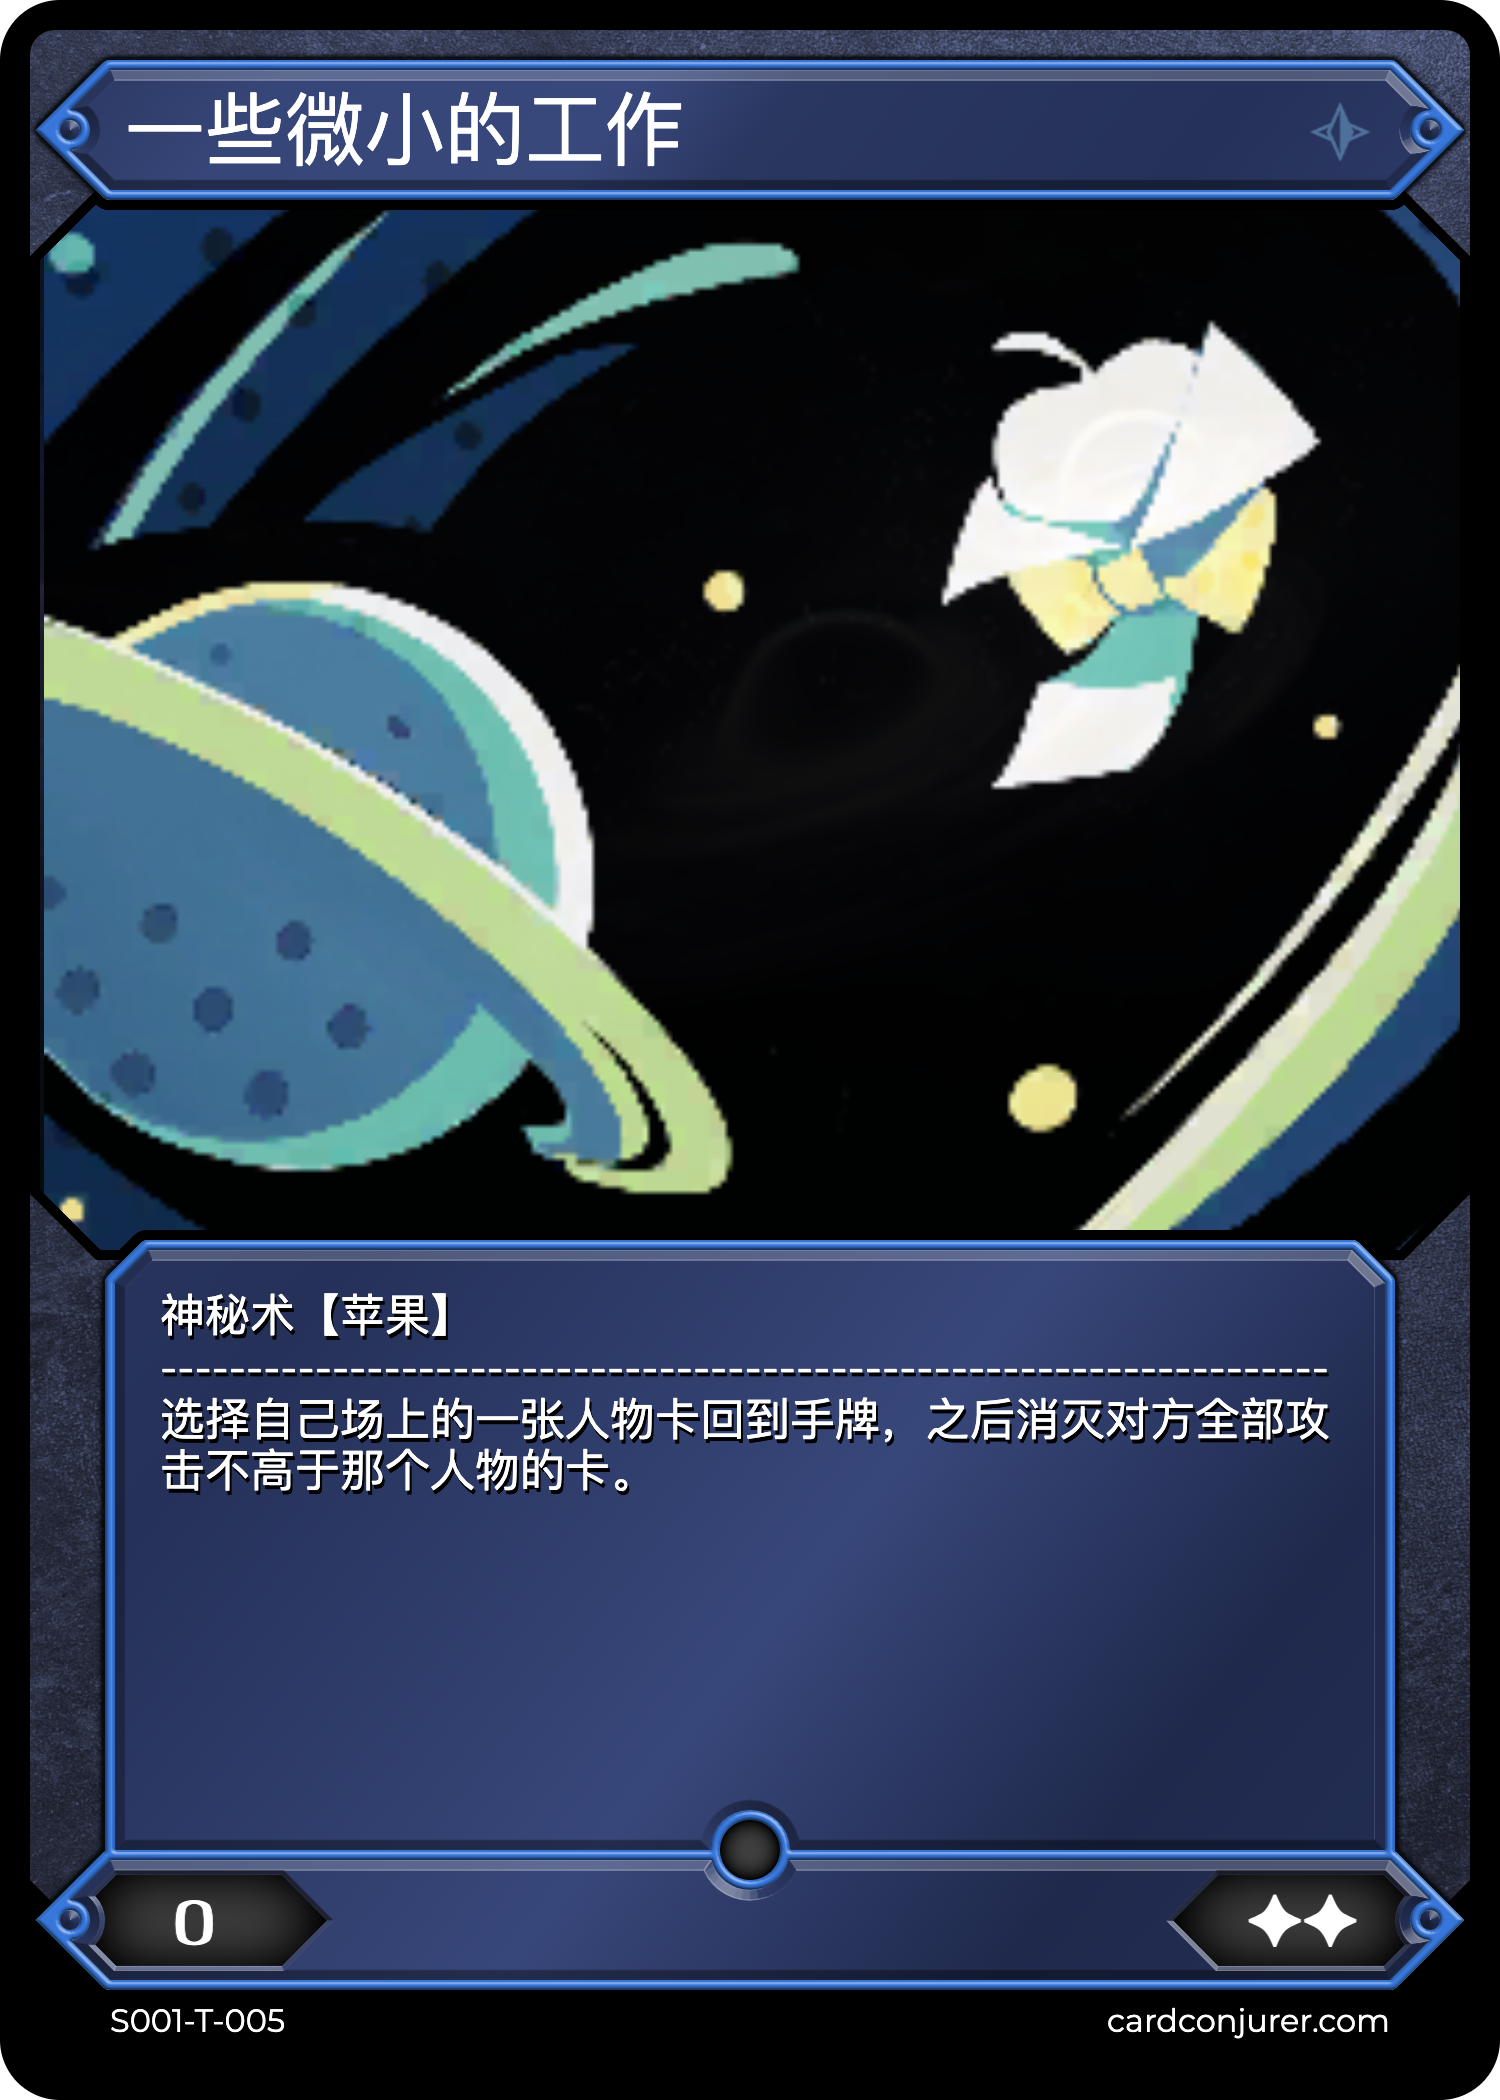 一些微小的工作
神秘术【苹果】
--------------------------------------------------------------------
选择自己场上的一张人物卡回到手牌，之后消灭对方全部攻
击不高于那个人物的卡。
0
S001-T-005
cardconjurer.com